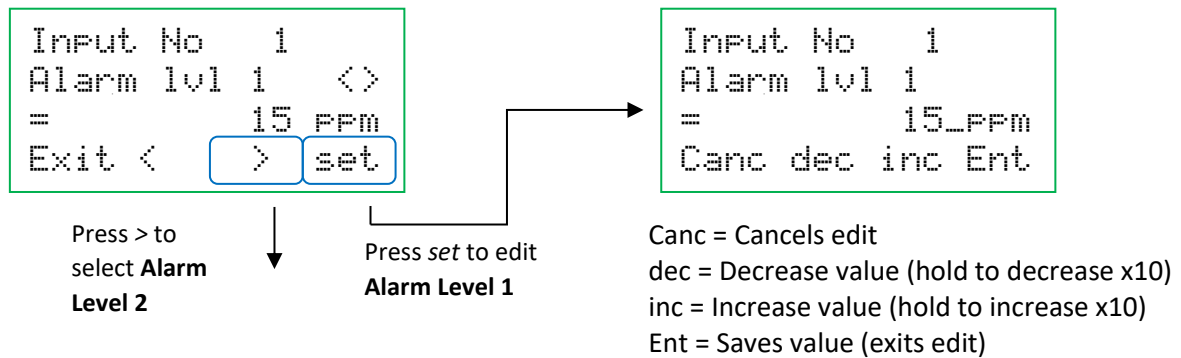 Input No 1
Alarm lvl 1 <>
= 15 ppm
Exit < > set
Input No 1
Alarm lvl 1
= 15_ppm
Canc dec inc Ent
Press > to
select Alarm
Level 2
Press set to edit
Alarm Level 1
Canc = Cancels edit
dec = Decrease value (hold to decrease x10)
inc = Increase value (hold to increase x10)
Ent = Saves value (exits edit)